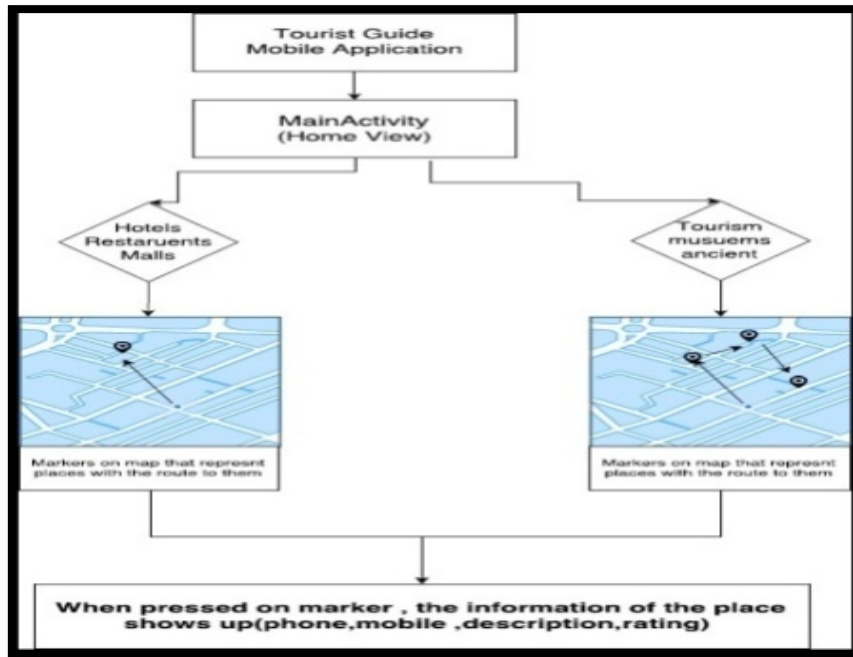 Tourist Guide
Mobile Application
MainActivity
(Home View)
Hotels
Restaruents
Malls
Tourism
musuems
ancient
Markers on map that represnt
places with the route to them
Markers on map that represnt
places with the route to them
When pressed on marker , the information of the place
shows up(phone,mobile ,description,rating)